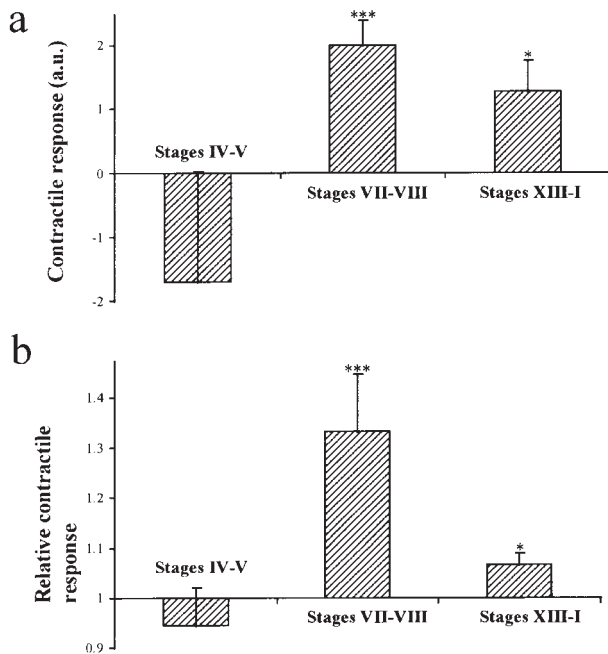 a
Contractile response (a.u.)
2
1
0
-1
-2
Stages IV-V
***
Stages VII-VIII
*
Stages XIII-I
b
Relative contractile
response
1.4
1.3
1.2
1.1
1.00
0.9
Stages IV-V
***
Stages VII-VIII
*
Stages XIII-I